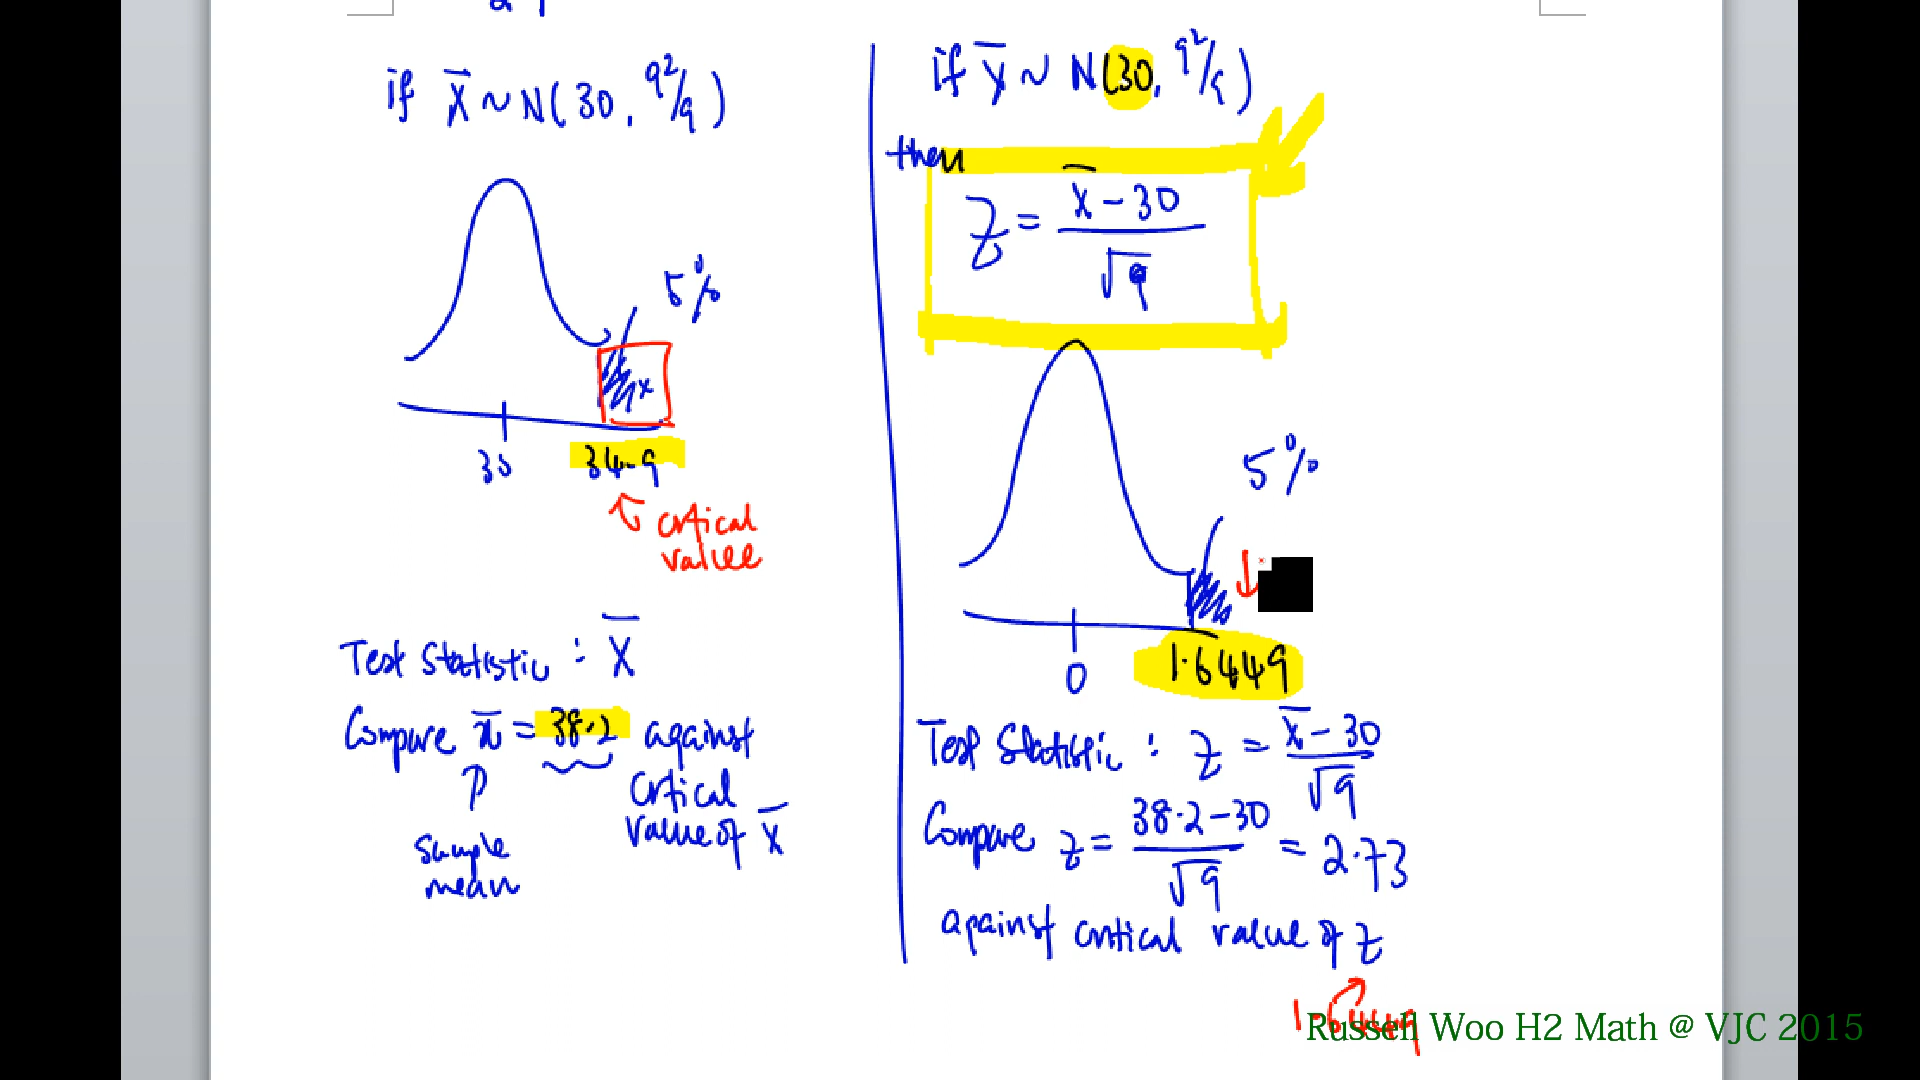 if X̄ ~ N(30, 9²/9)
5%
x
30
34.9
critical
value
Test Statistic : X̄
Compare x̄ = 38.2 against
critical
value of X̄
sample
mean
if X̄ ~ N(30, 9²/9)
then
Z = X̄ - 30
√9
5%
0
1.6449
Test Statistic : Z = X̄ - 30
√9
Compare z = 38.2 - 30 = 2.73
√9
against critical value of z
1.6449
Russell Woo H2 Math @ VJC 2015